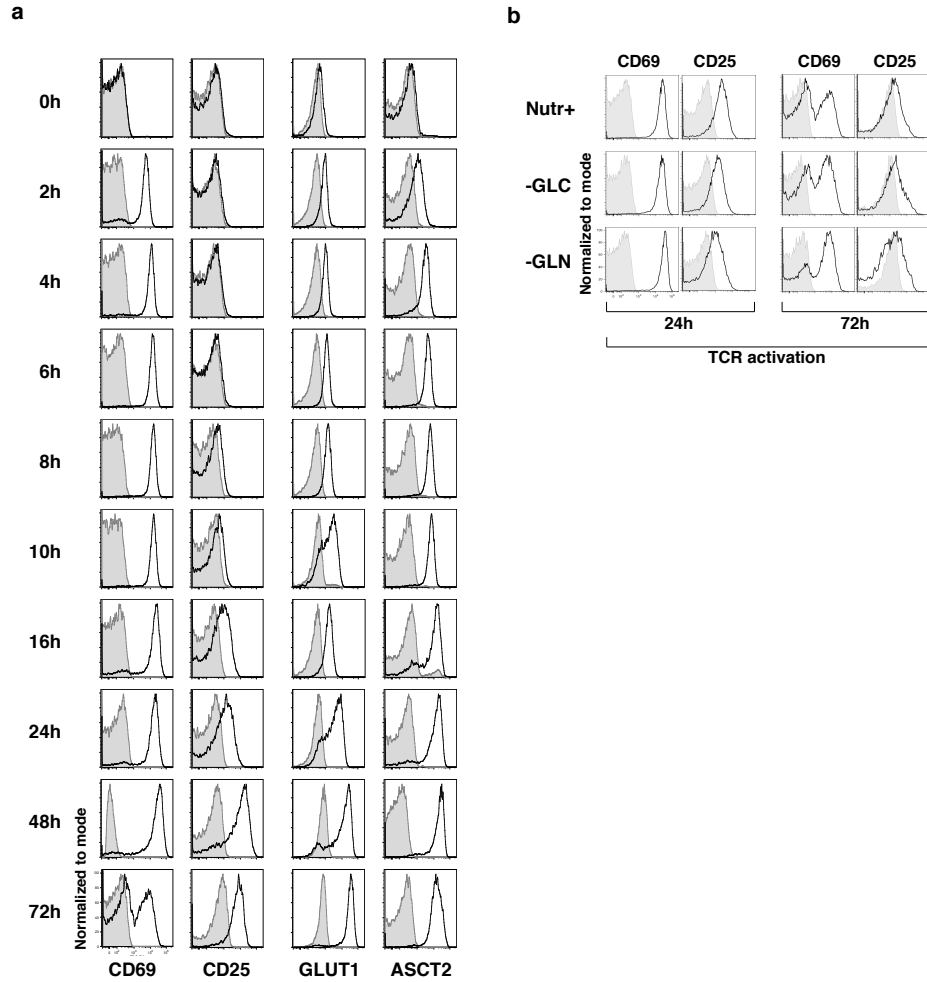 a
0h
2h
4h
6h
8h
10h
16h
24h
48h
72h
Normalized to mode
CD69 CD25 GLUT1 ASCT2
b
CD69 CD25 CD69 CD25
Nutr+
-GLC
-GLN
Normalized to mode
24h 72h
TCR activation